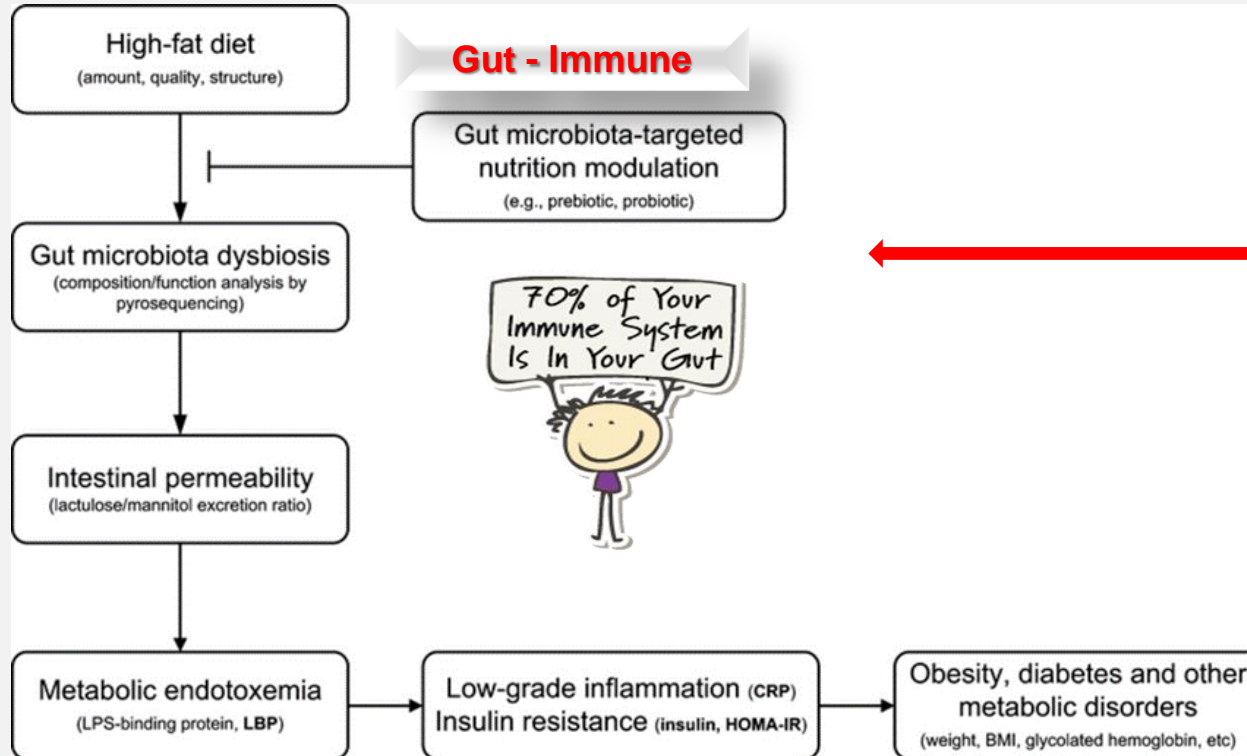 High-fat diet
(amount, quality, structure)
Gut - Immune
Gut microbiota-targeted
nutrition modulation
(e.g., prebiotic, probiotic)
Gut microbiota dysbiosis
(composition/function analysis by
pyrosequencing)
70% of Your
Immune System
Is In Your Gut
Intestinal permeability
(lactulose/mannitol excretion ratio)
Metabolic endotoxemia
(LPS-binding protein, LBP)
Low-grade inflammation (CRP)
Insulin resistance (insulin, HOMA-IR)
Obesity, diabetes and other
metabolic disorders
(weight, BMI, glycolated hemoglobin, etc)